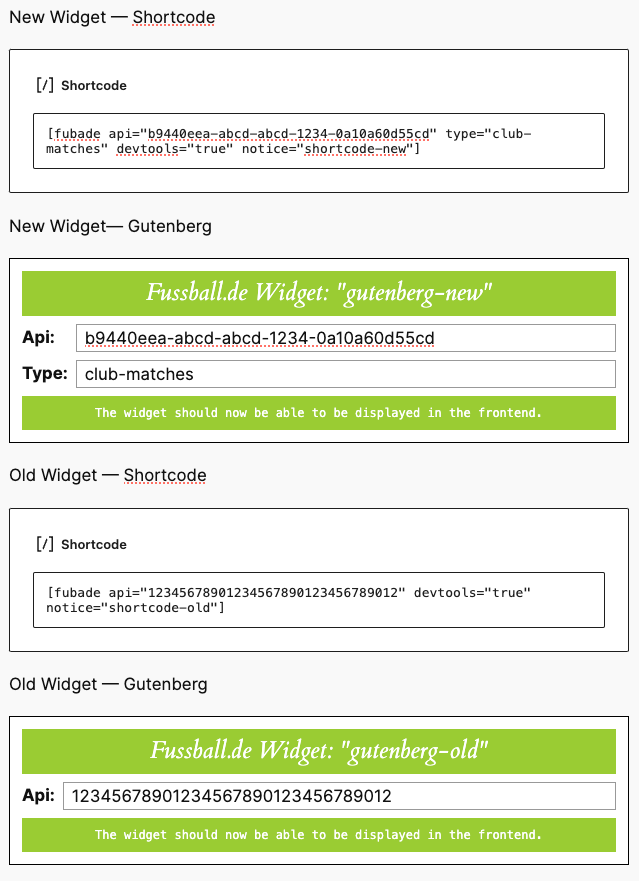 New Widget — Shortcode
[/] Shortcode
[fubade api="b9440eea-abcd-abcd-1234-0a10a60d55cd" type="club-
matches" devtools="true" notice="shortcode-new"]
New Widget— Gutenberg
Fussball.de Widget: "gutenberg-new"
Api: b9440eea-abcd-abcd-1234-0a10a60d55cd
Type: club-matches
The widget should now be able to be displayed in the frontend.
Old Widget — Shortcode
[/] Shortcode
[fubade api="12345678901234567890123456789012" devtools="true"
notice="shortcode-old"]
Old Widget — Gutenberg
Fussball.de Widget: "gutenberg-old"
Api: 12345678901234567890123456789012
The widget should now be able to be displayed in the frontend.